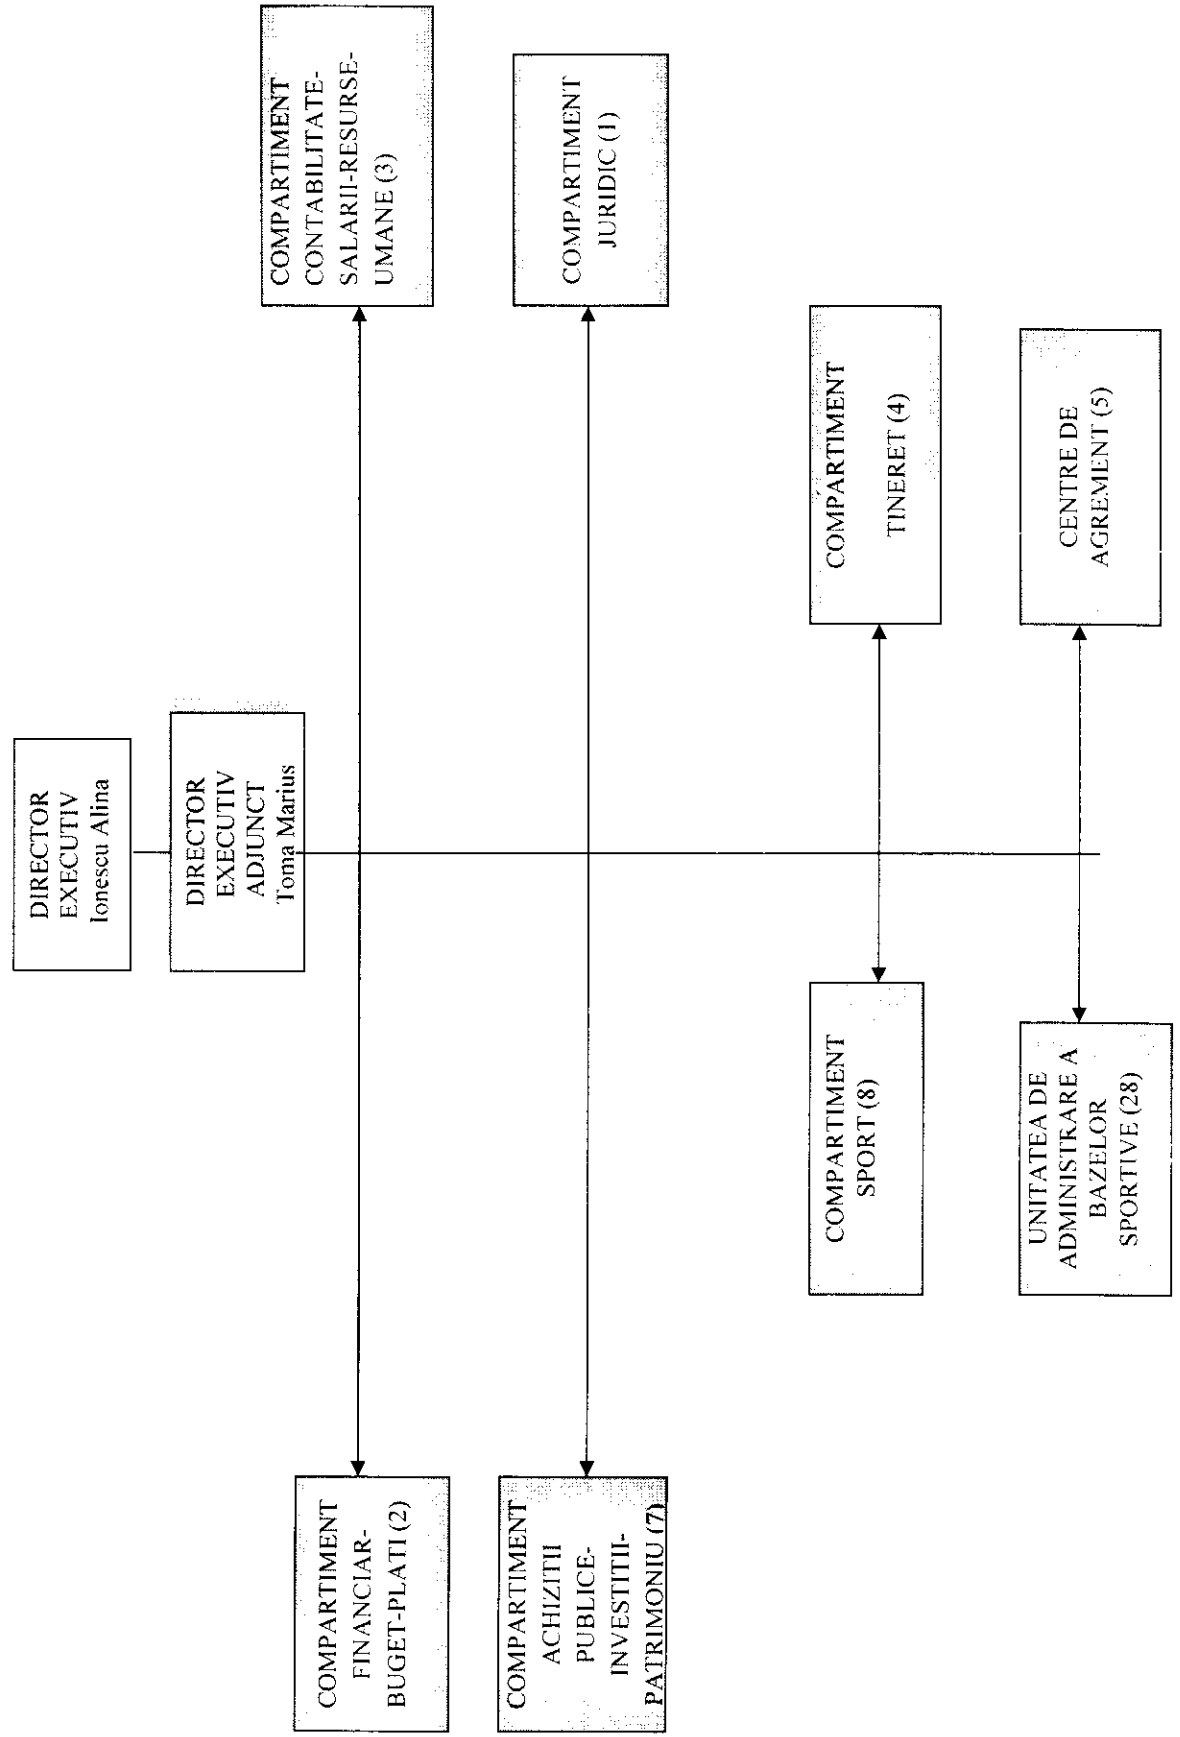 DIRECTOR
EXECUTIV
Ionescu Alina
DIRECTOR
EXECUTIV
ADJUNCT
Toma Marius
COMPARTIMENT
FINANCIAR-
BUGET-PLATI (2)
COMPARTIMENT
CONTABILITATE-
SALARII-RESURSE-
UMANE (3)
COMPARTIMENT
ACHIZITII
PUBLICE-
INVESTITII-
PATRIMONIU (7)
COMPARTIMENT
JURIDIC (1)
COMPARTIMENT
SPORT (8)
COMPARTIMENT
TINERET (4)
UNITATEA DE
ADMINISTRARE A
BAZELOR
SPORTIVE (28)
CENTRE DE
AGREMENT (5)